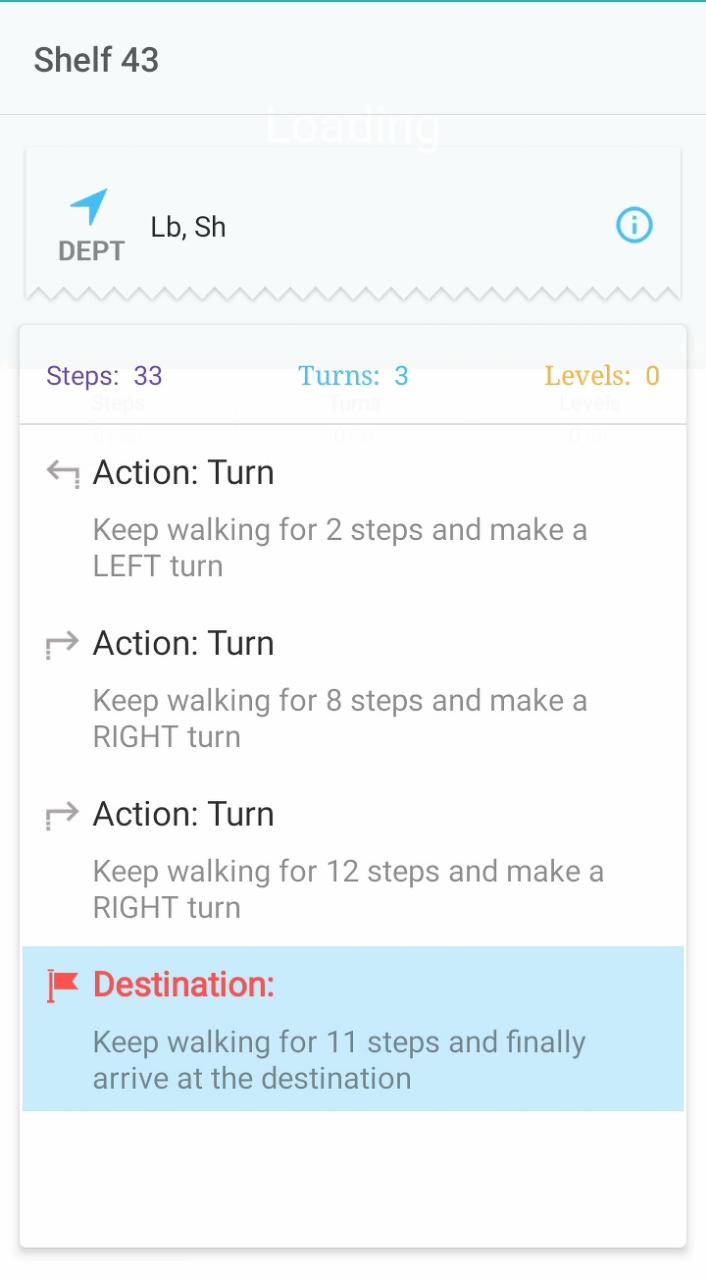 Shelf 43
Loading
DEPT
Lb, Sh
Steps: 33 Turns: 3 Levels: 0
Steps Turns Levels
Action: Turn
Keep walking for 2 steps and make a
LEFT turn
Action: Turn
Keep walking for 8 steps and make a
RIGHT turn
Action: Turn
Keep walking for 12 steps and make a
RIGHT turn
Destination:
Keep walking for 11 steps and finally
arrive at the destination